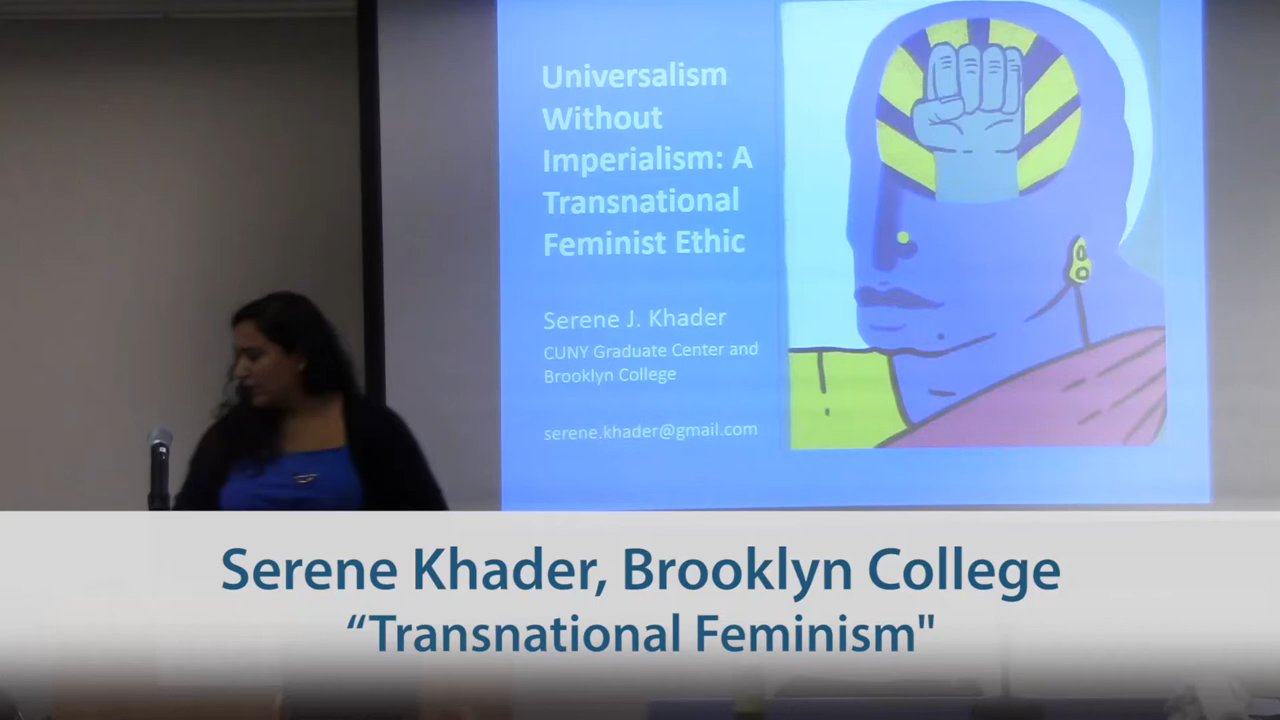 Universalism
Without
Imperialism: A
Transnational
Feminist Ethic
Serene J. Khader
CUNY Graduate Center and
Brooklyn College
serene.khader@gmail.com
Serene Khader, Brooklyn College
“Transnational Feminism"